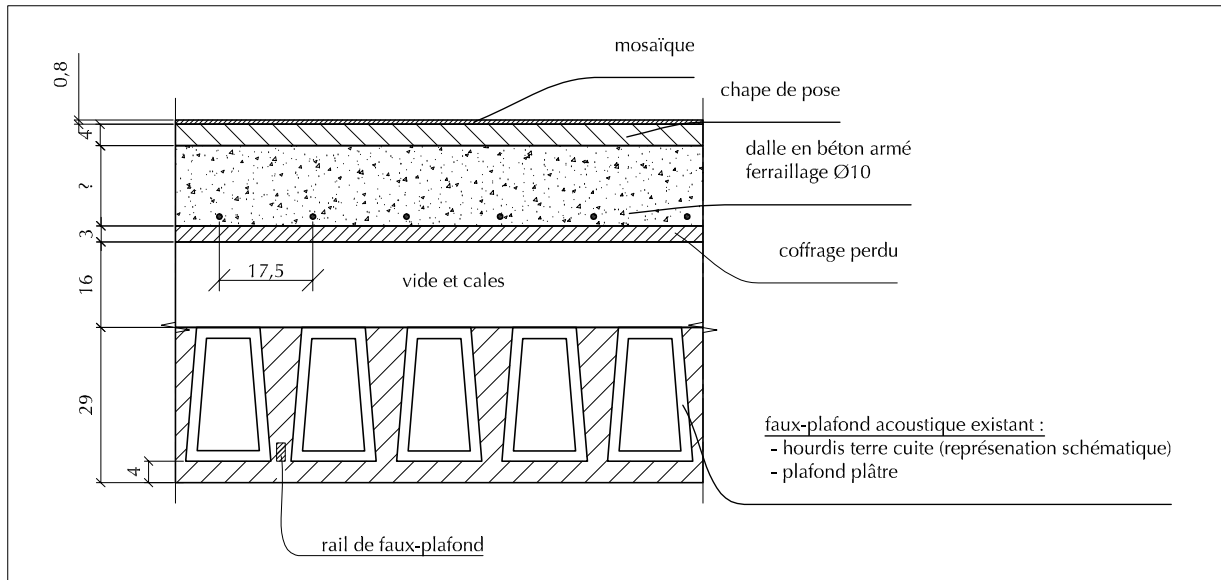 mosaïque
0,8
chape de pose
4
dalle en béton armé
ferraillage Ø10
?
3
coffrage perdu
17,5
16
vide et cales
29
faux-plafond acoustique existant :
- hourdis terre cuite (représenation schématique)
- plafond plâtre
4
rail de faux-plafond